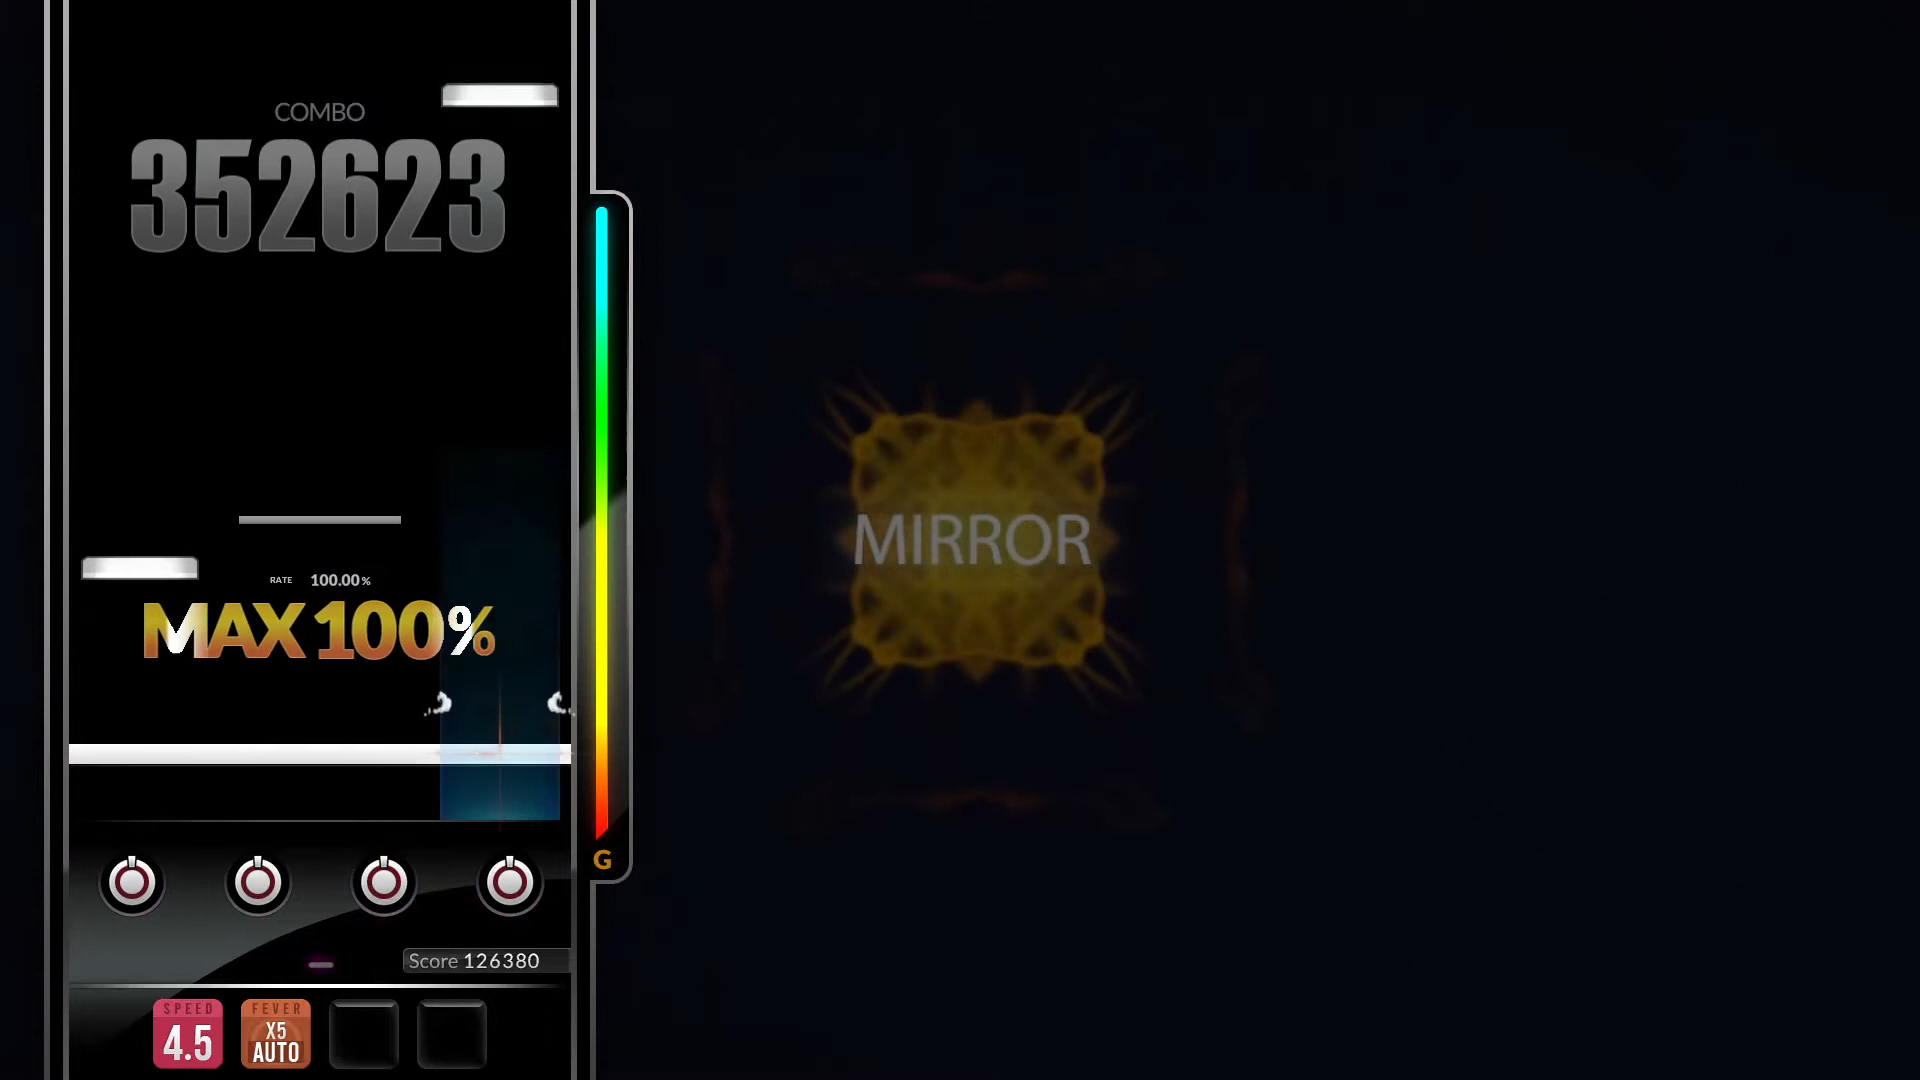 COMBO
352623
MIRROR
RATE 100.00%
MAX 100%
G
Score 126380
SPEED
4.5
FEVER
X5
AUTO